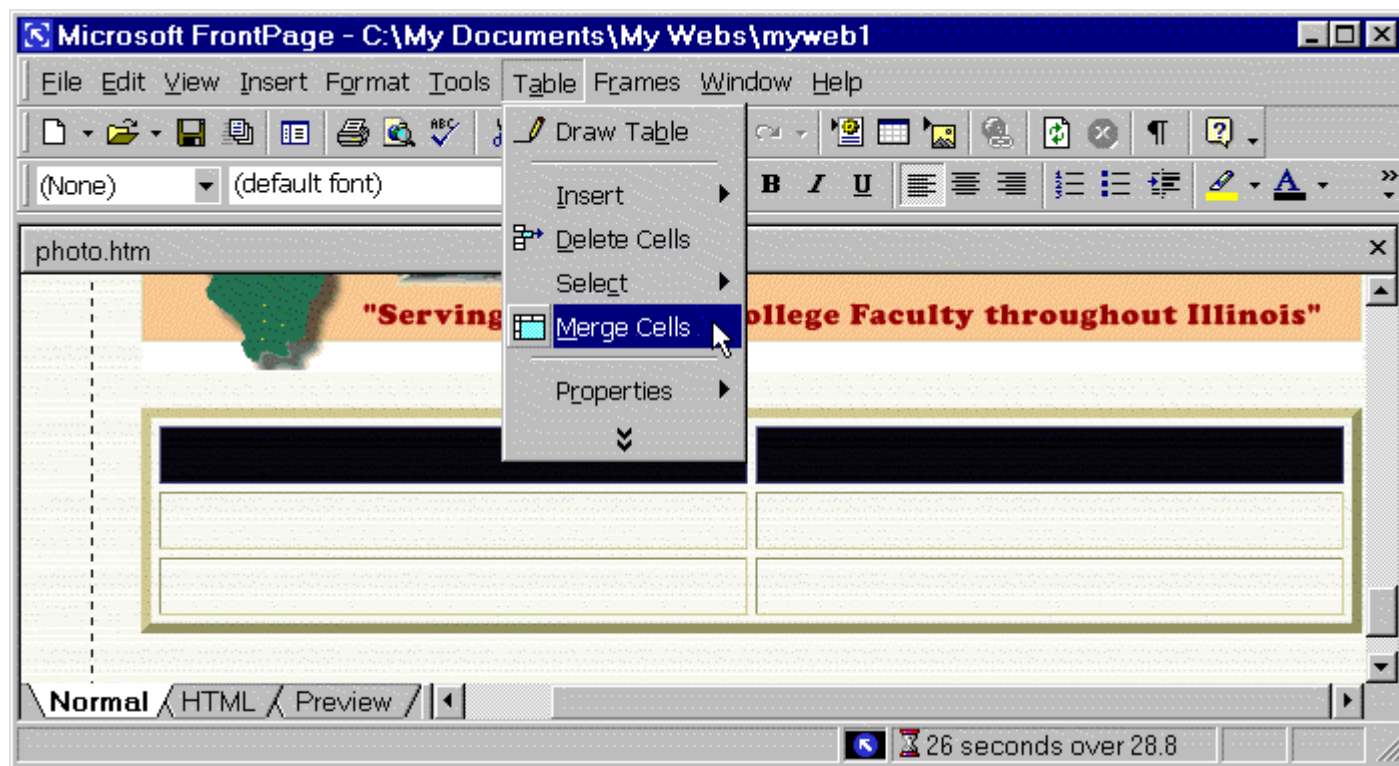 Microsoft FrontPage - C:\My Documents\My Webs\myweb1
File Edit View Insert Format Tools Table Frames Window Help
ABC
Draw Table
(None) (default font) B I U A
Insert
Delete Cells
photo.htm
Select
"Serving ollege Faculty throughout Illinois"
Merge Cells
Properties
Normal HTML Preview
26 seconds over 28.8